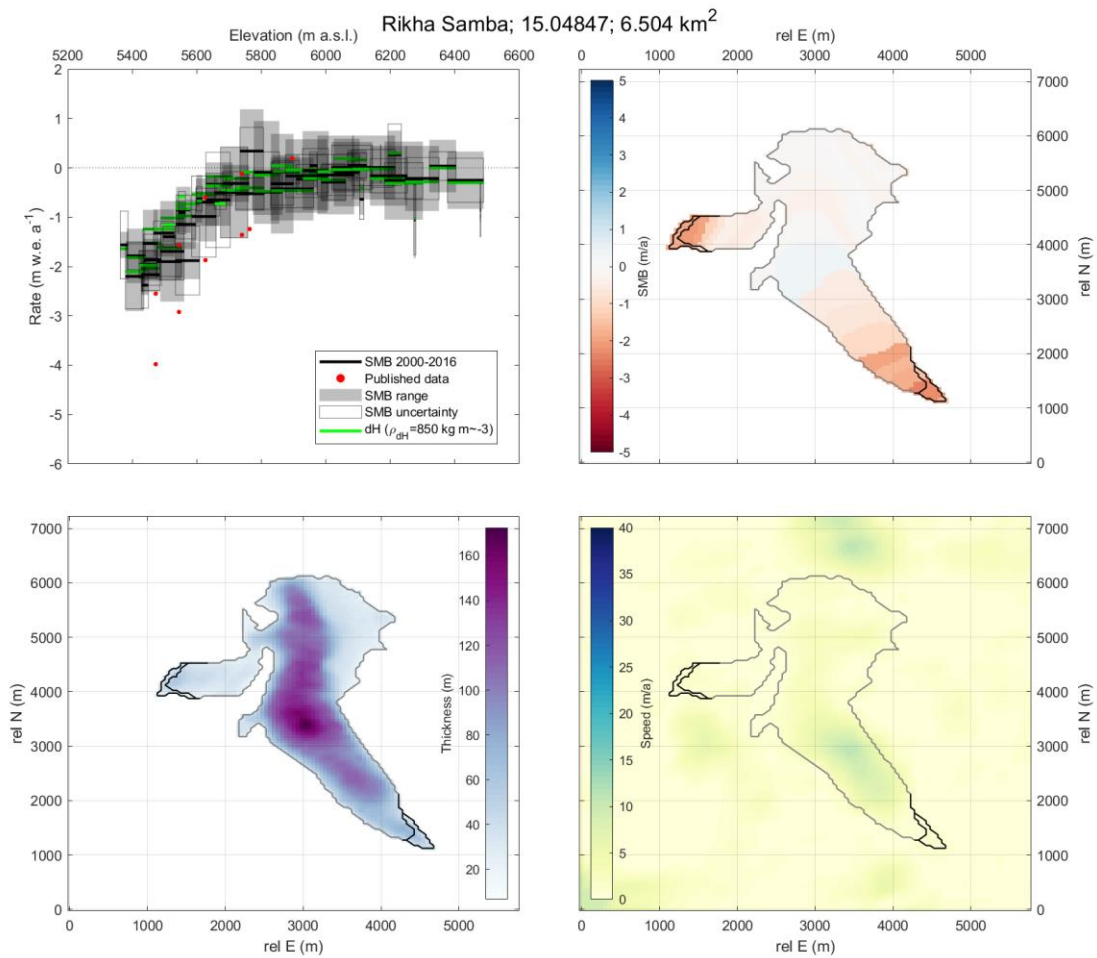 Rikha Samba; 15.04847; 6.504 km²
Elevation (m a.s.l.)
5200 5400 5600 5800 6000 6200 6400 6600
2
1
0
-1
-2
-3
-4
-5
-6
Rate (m w.e. a⁻¹)
SMB 2000-2016
Published data
SMB range
SMB uncertainty
dH (ρdH=850 kg m~-3)
rel E (m)
0 1000 2000 3000 4000 5000
5
4
3
2
1
0
-1
-2
-3
-4
-5
SMB (m/a)
7000
6000
5000
4000
3000
2000
1000
0
rel N (m)
7000
6000
5000
4000
3000
2000
1000
0
rel N (m)
160
140
120
100
80
60
40
20
Thickness (m)
0 1000 2000 3000 4000 5000
rel E (m)
40
35
30
25
20
15
10
5
0
Speed (m/a)
7000
6000
5000
4000
3000
2000
1000
0
rel N (m)
0 1000 2000 3000 4000 5000
rel E (m)